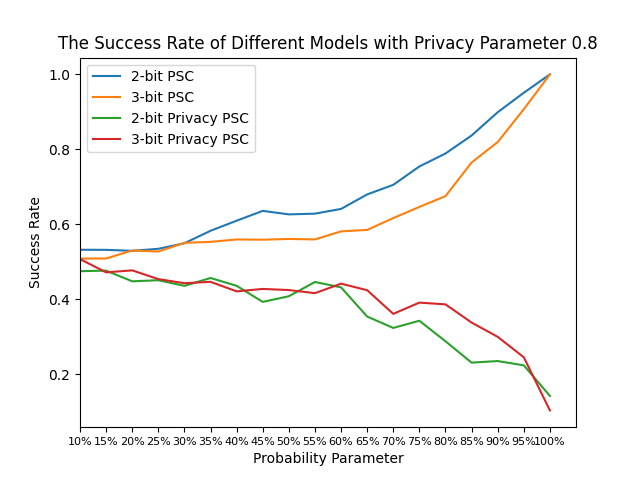 The Success Rate of Different Models with Privacy Parameter 0.8
2-bit PSC
3-bit PSC
2-bit Privacy PSC
3-bit Privacy PSC
1.0
0.8
0.6
0.4
0.2
Success Rate
10% 15% 20% 25% 30% 35% 40% 45% 50% 55% 60% 65% 70% 75% 80% 85% 90% 95% 100%
Probability Parameter